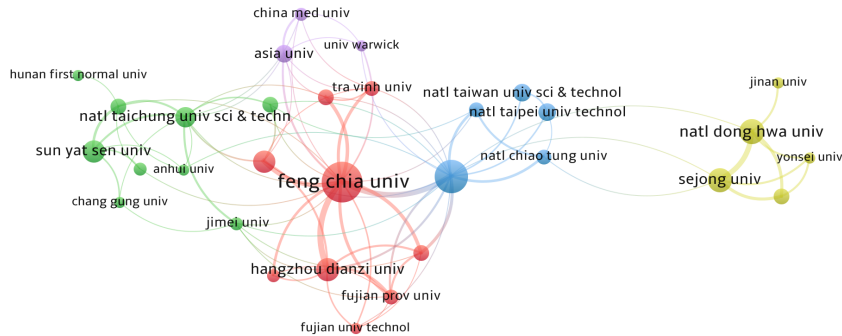 china med univ
asia univ
univ warwick
hunan first normal univ
tra vinh univ
jinan univ
natl taiwan univ sci & technol
natl taichung univ sci & techn
natl taipei univ technol
natl dong hwa univ
sun yat sen univ
anhui univ
natl chiao tung univ
yonsei univ
feng chia univ
sejong univ
chang gung univ
jimei univ
hangzhou dianzi univ
fujian prov univ
fujian univ technol